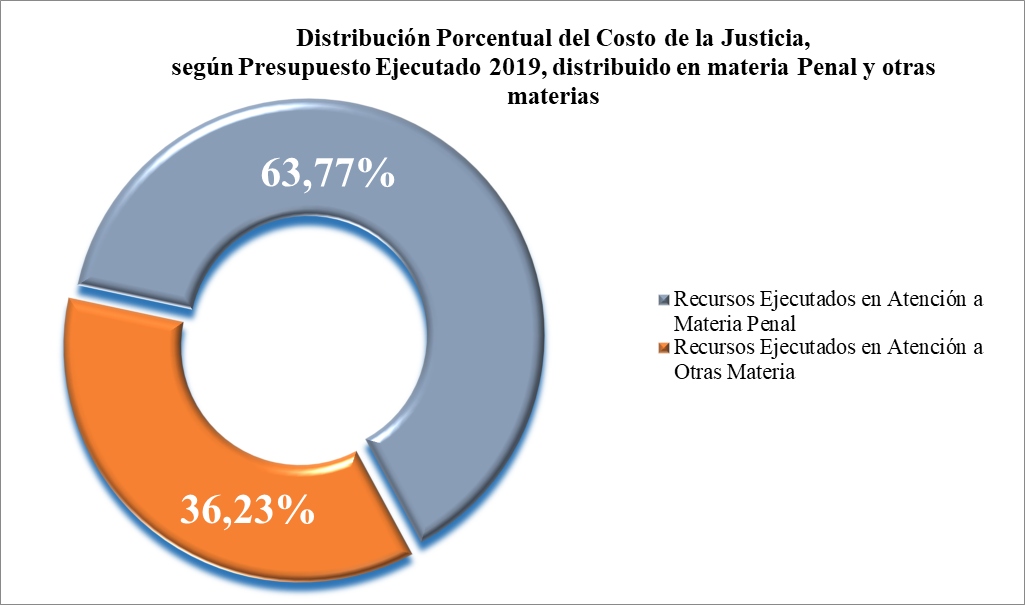 Distribución Porcentual del Costo de la Justicia,
según Presupuesto Ejecutado 2019, distribuido en materia Penal y otras
materias
63,77%
Recursos Ejecutados en Atención a
Materia Penal
Recursos Ejecutados en Atención a
Otras Materia
36,23%